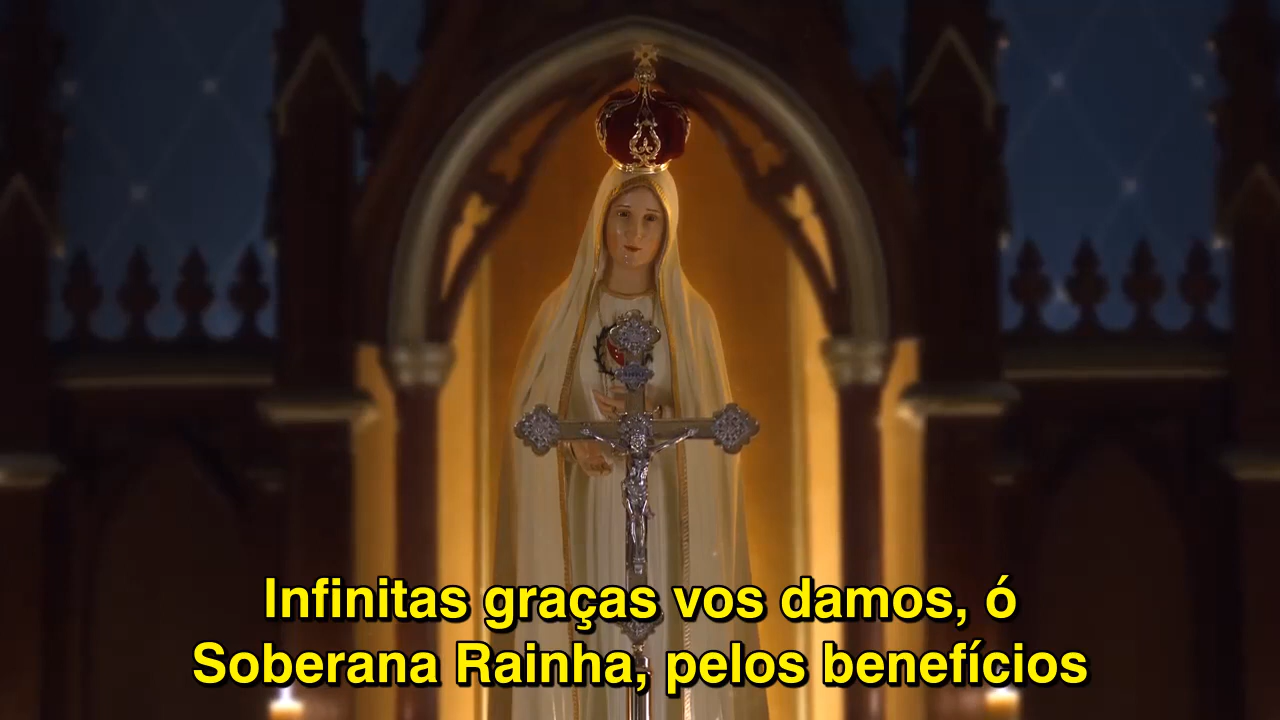 Infinitas graças vos damos, ó
Soberana Rainha, pelos benefícios